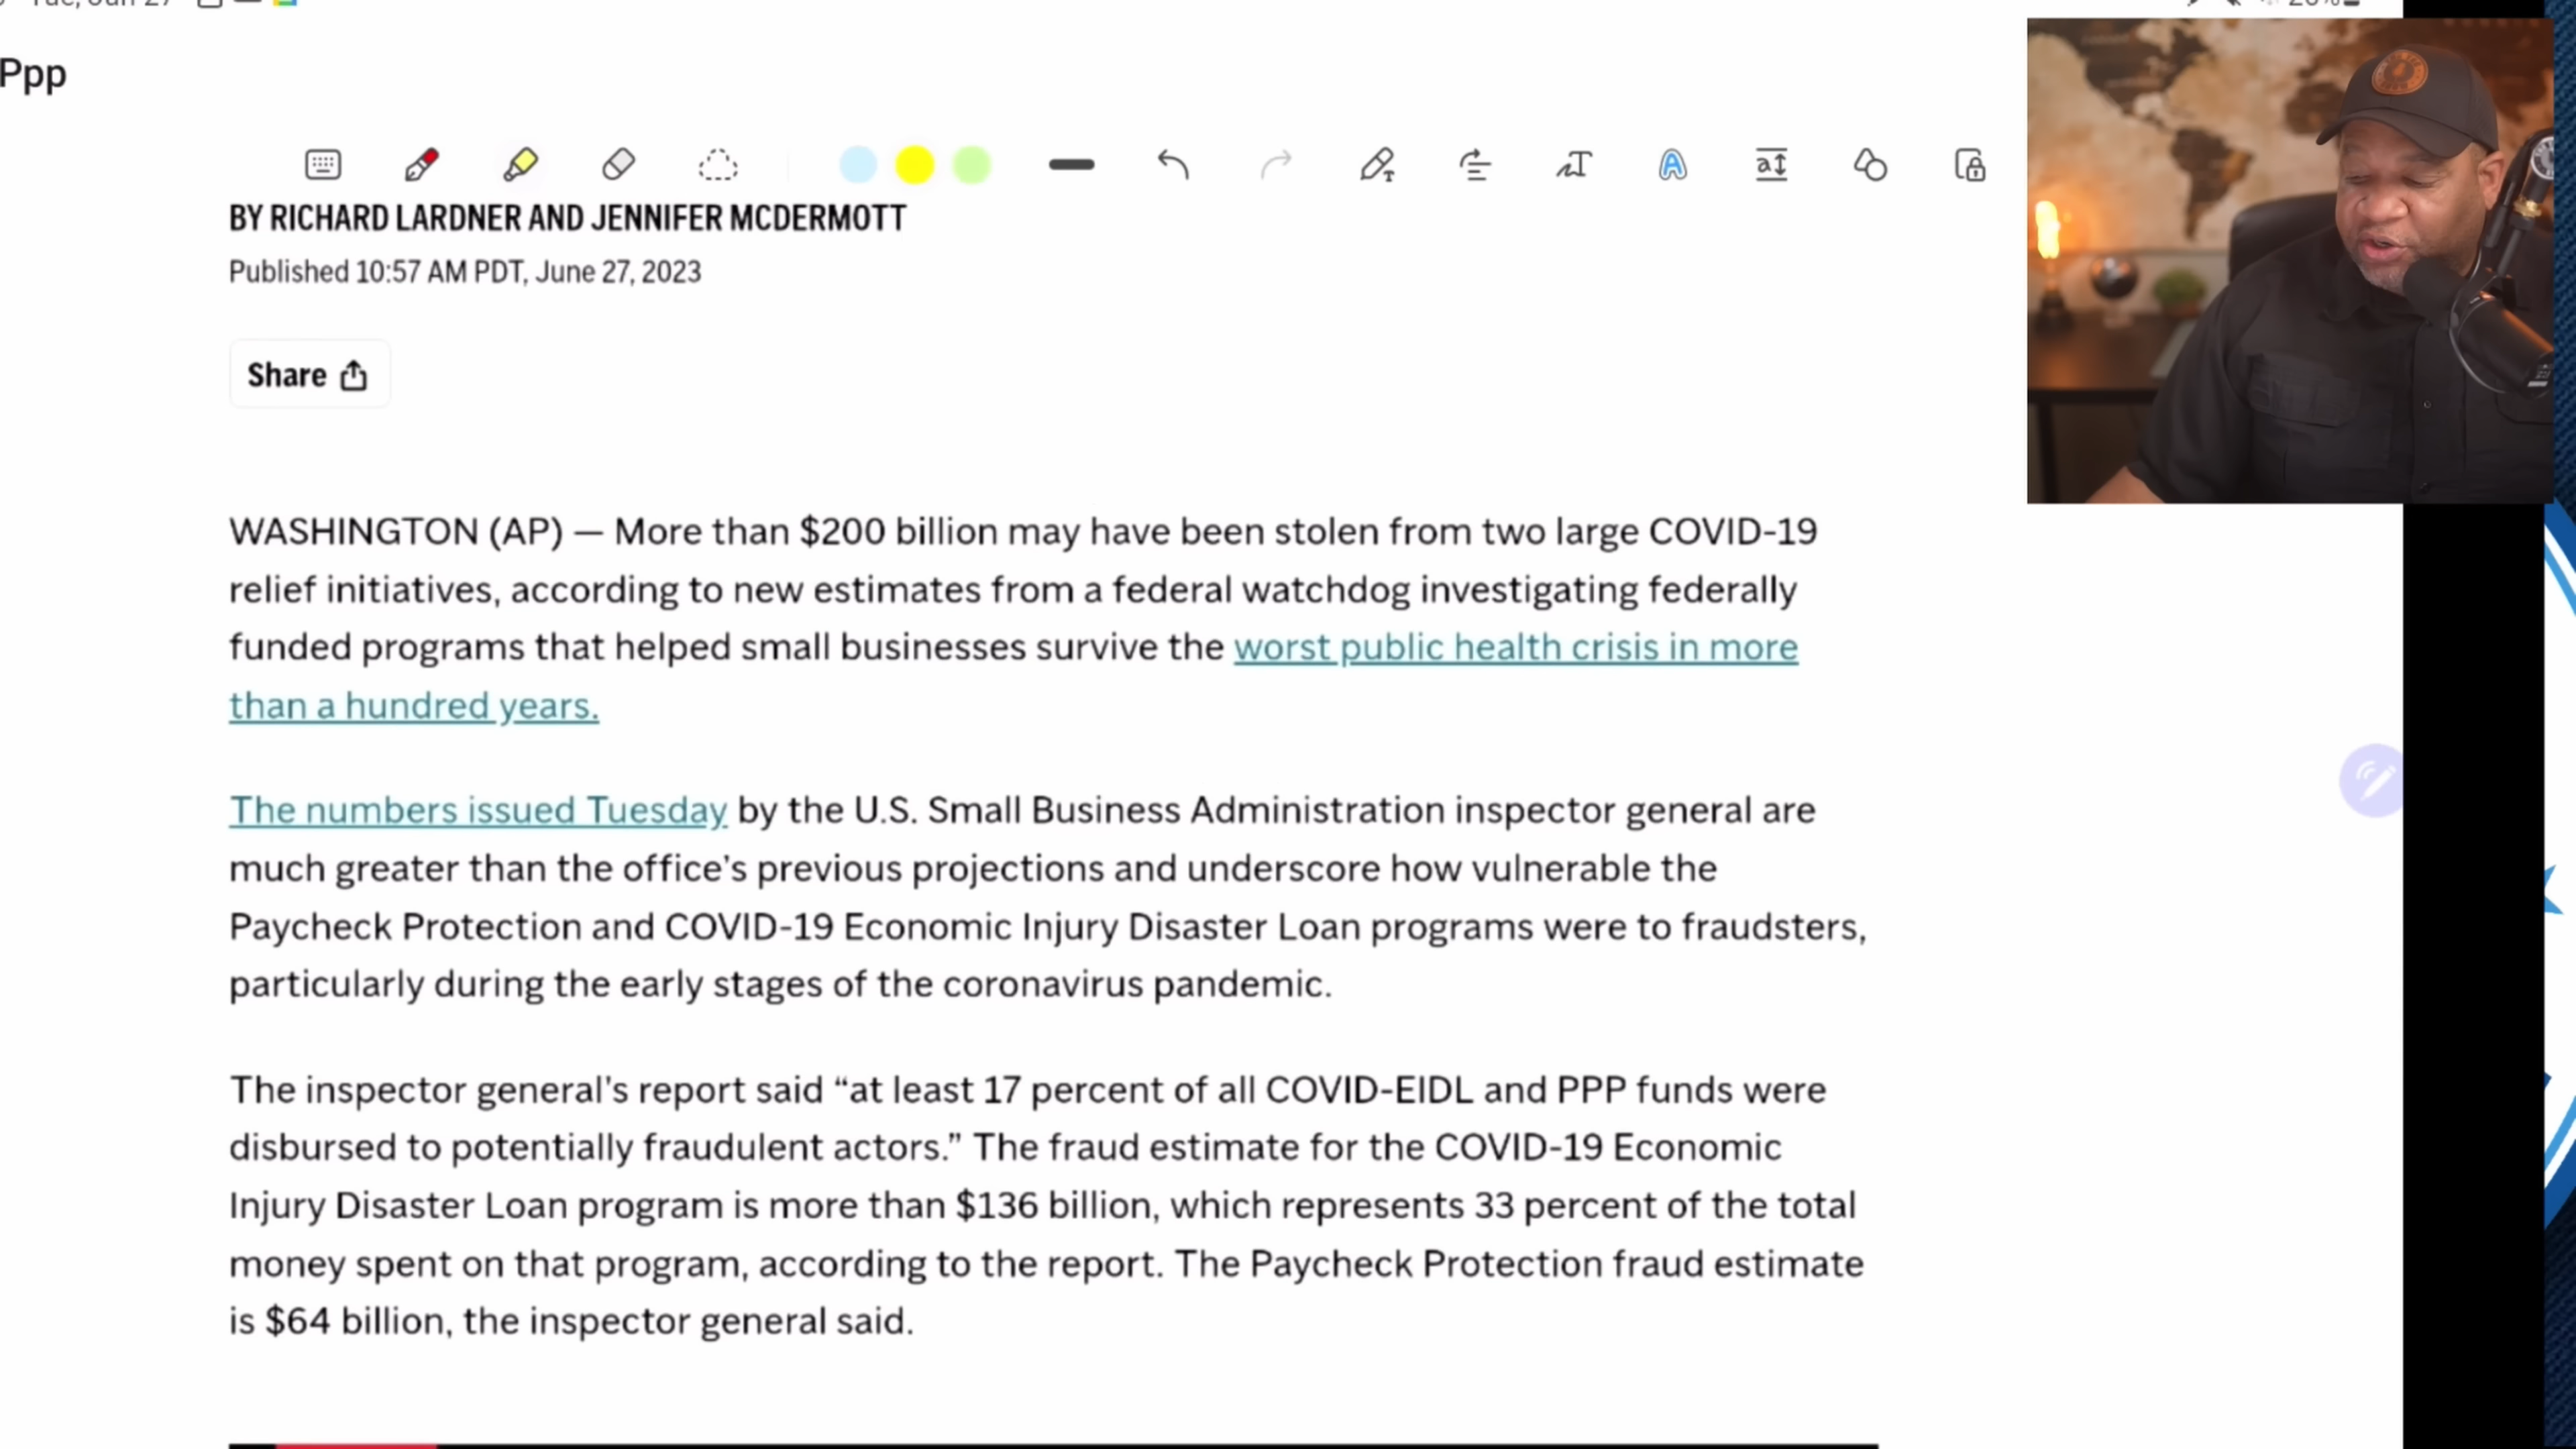 Ppp
BY RICHARD LARDNER AND JENNIFER MCDERMOTT
Published 10:57 AM PDT, June 27, 2023
Share
WASHINGTON (AP) — More than $200 billion may have been stolen from two large COVID-19
relief initiatives, according to new estimates from a federal watchdog investigating federally
funded programs that helped small businesses survive the worst public health crisis in more
than a hundred years.
The numbers issued Tuesday by the U.S. Small Business Administration inspector general are
much greater than the office's previous projections and underscore how vulnerable the
Paycheck Protection and COVID-19 Economic Injury Disaster Loan programs were to fraudsters,
particularly during the early stages of the coronavirus pandemic.
The inspector general's report said “at least 17 percent of all COVID-EIDL and PPP funds were
disbursed to potentially fraudulent actors.” The fraud estimate for the COVID-19 Economic
Injury Disaster Loan program is more than $136 billion, which represents 33 percent of the total
money spent on that program, according to the report. The Paycheck Protection fraud estimate
is $64 billion, the inspector general said.